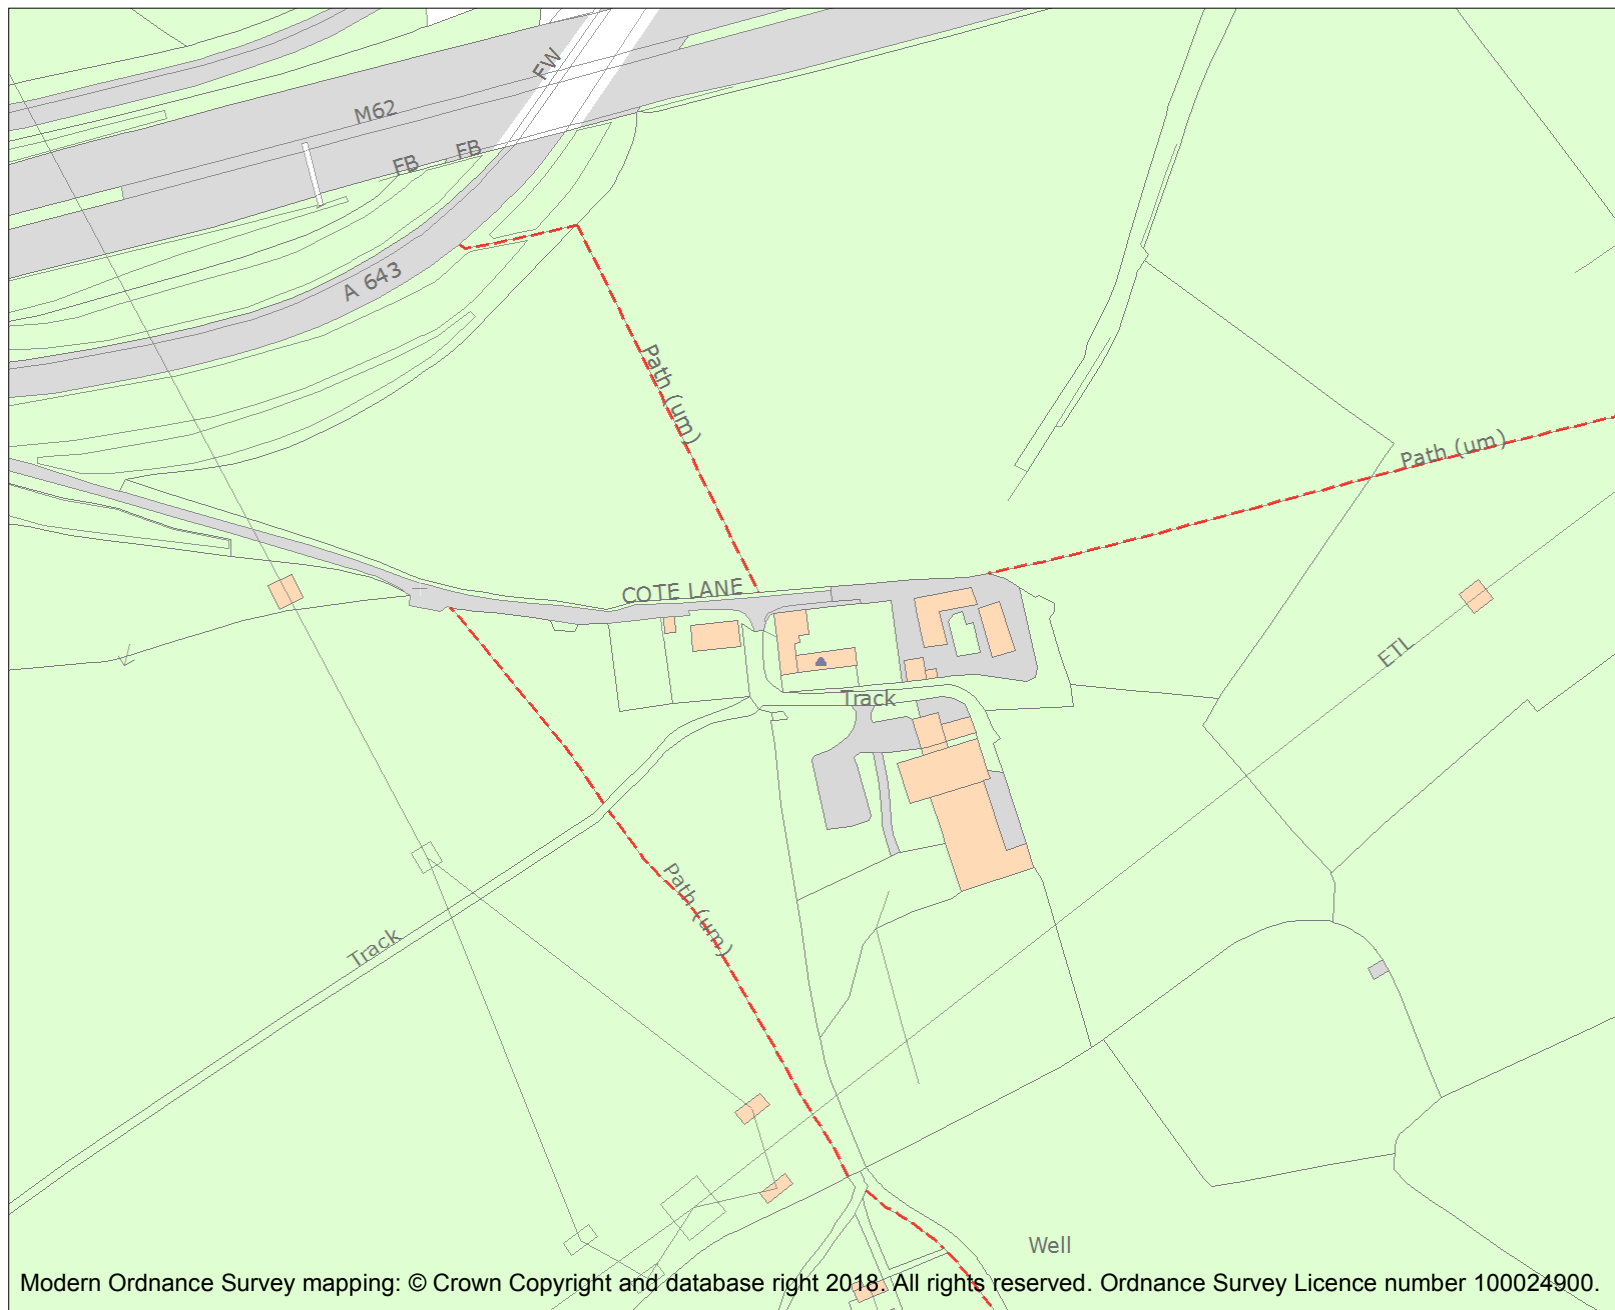 FW
M62
FB
FB
A 643
Path (um)
Path (um)
COTE LANE
ETL
Track
Path (um)
Track
Well
Modern Ordnance Survey mapping: © Crown Copyright and database right 2018. All rights reserved. Ordnance Survey Licence number 100024900.